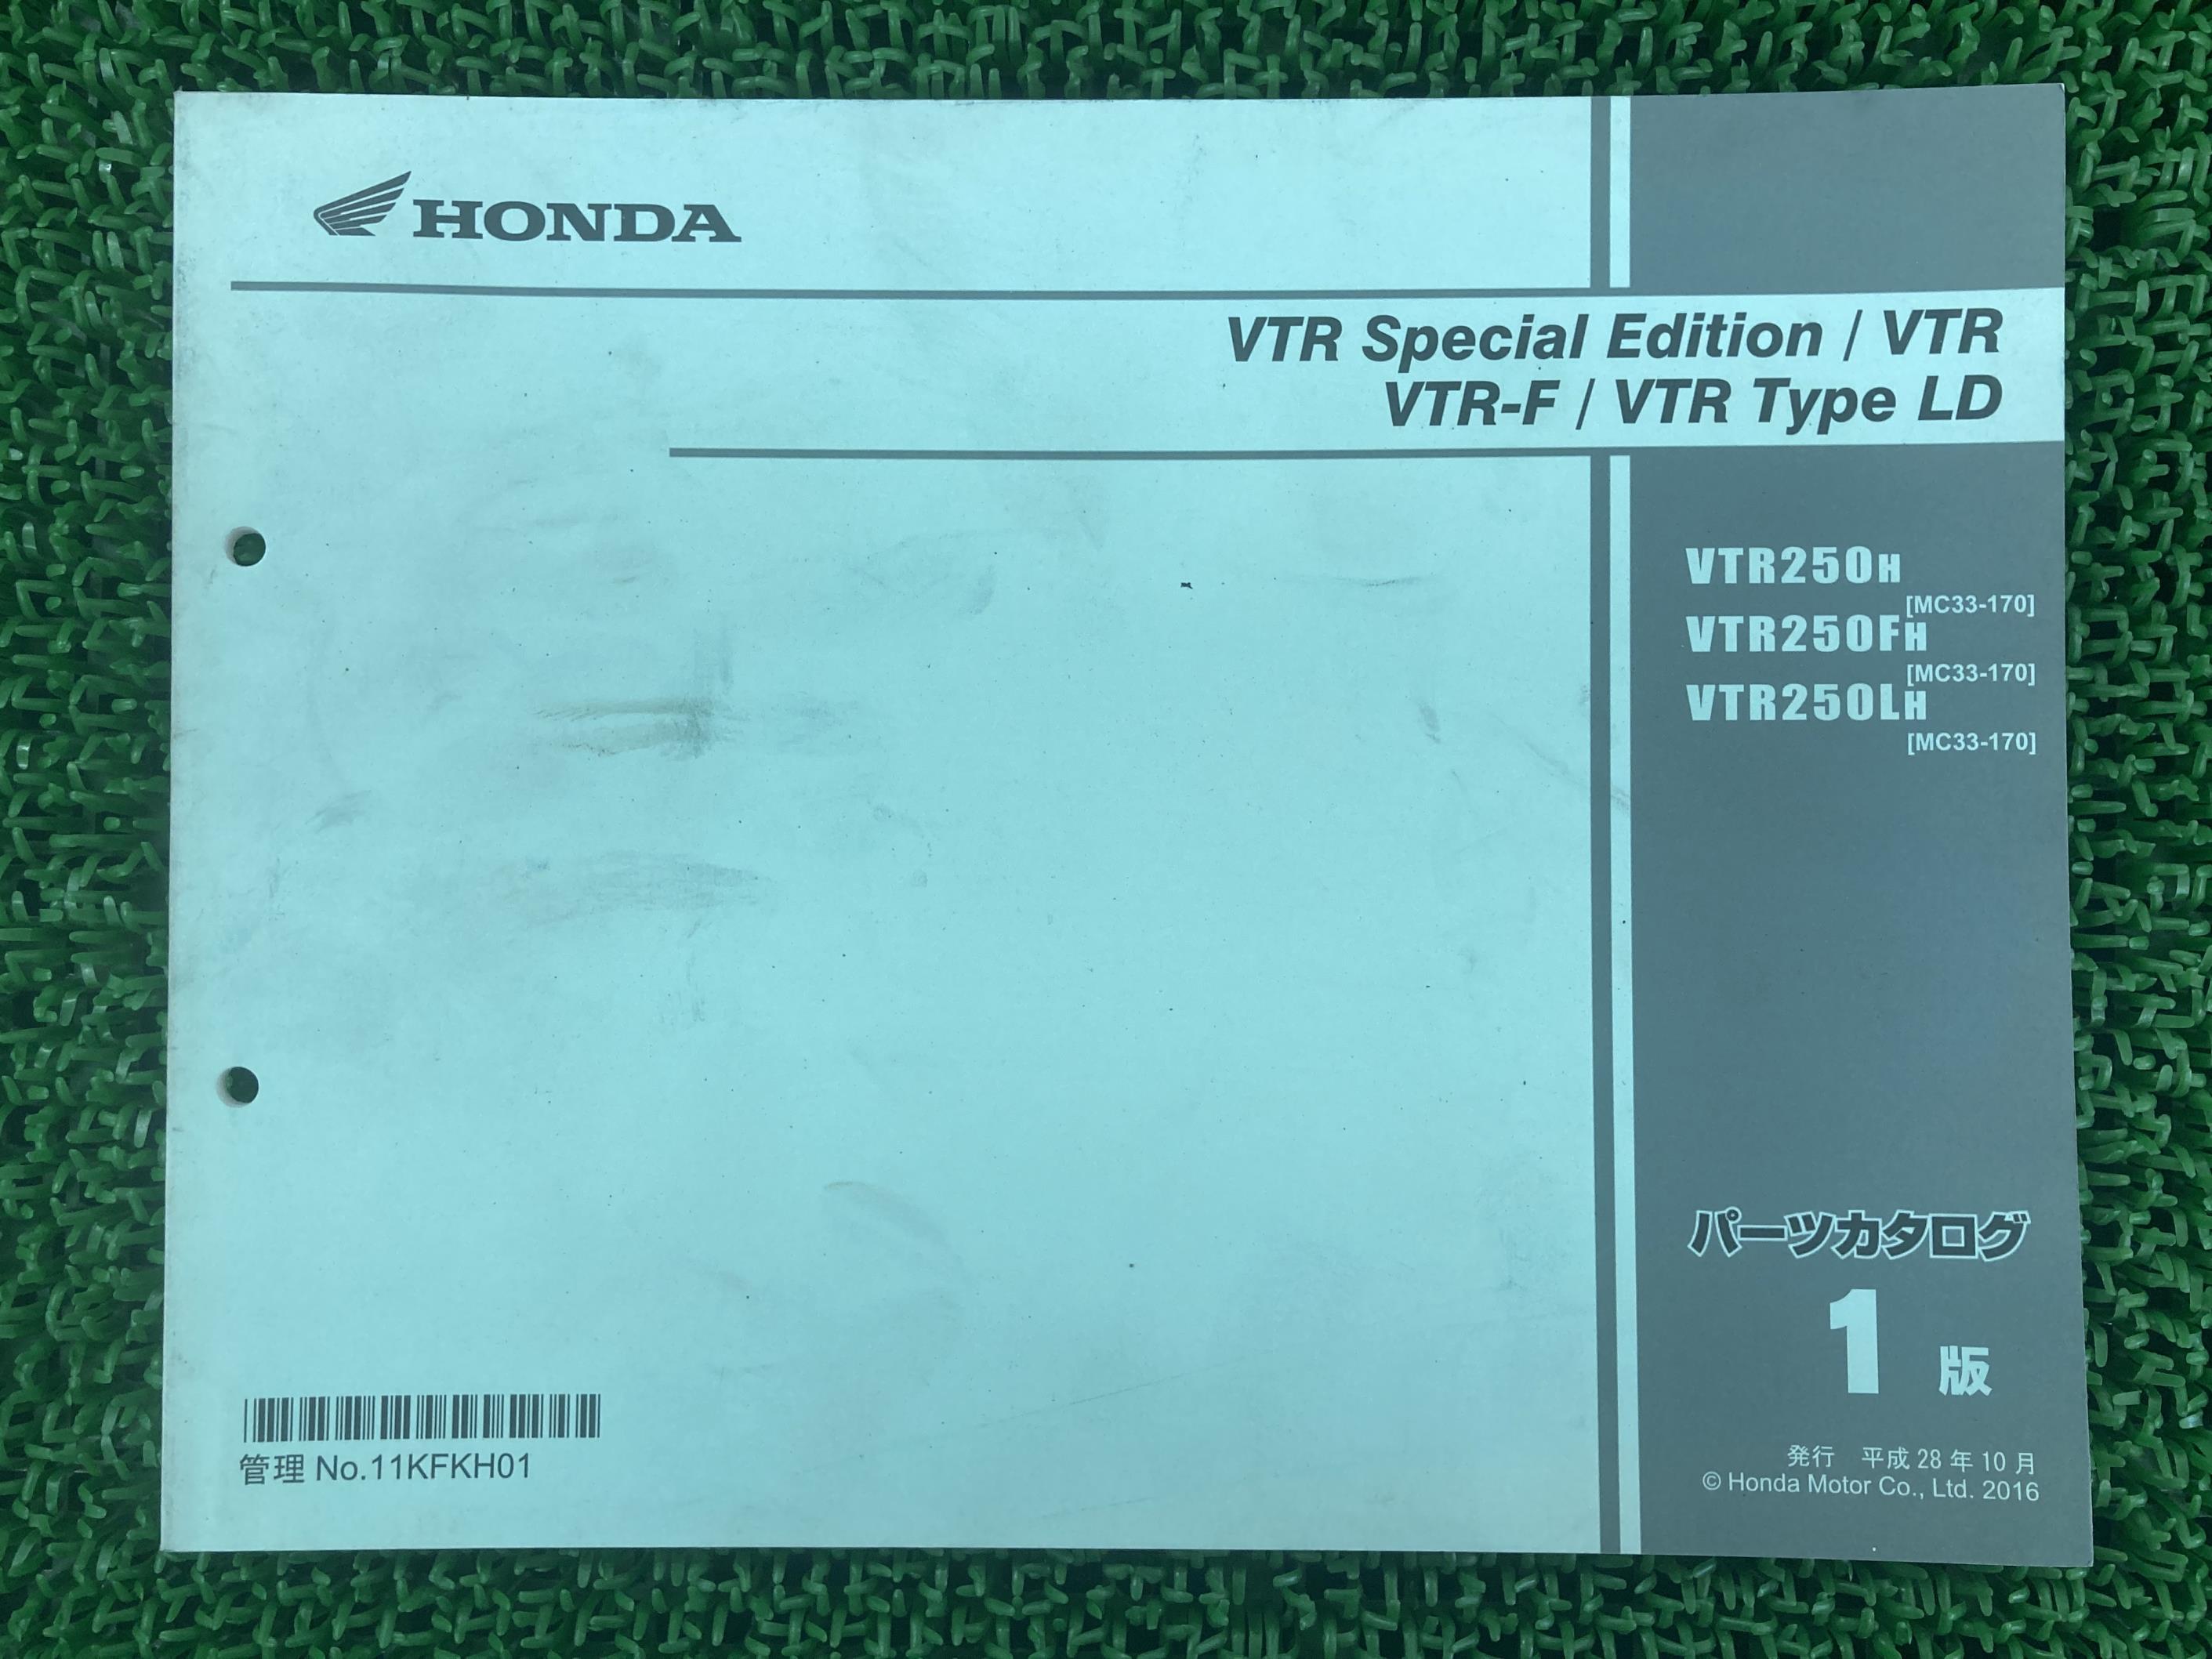 HONDA
VTR Special Edition / VTR
VTR-F / VTR Type LD
VTR250H
[MC33-170]
VTR250FH
[MC33-170]
VTR250LH
[MC33-170]
パーツカタログ
1 版
発行 平成 28 年 10 月
© Honda Motor Co., Ltd. 2016
管理 No.11KFKH01